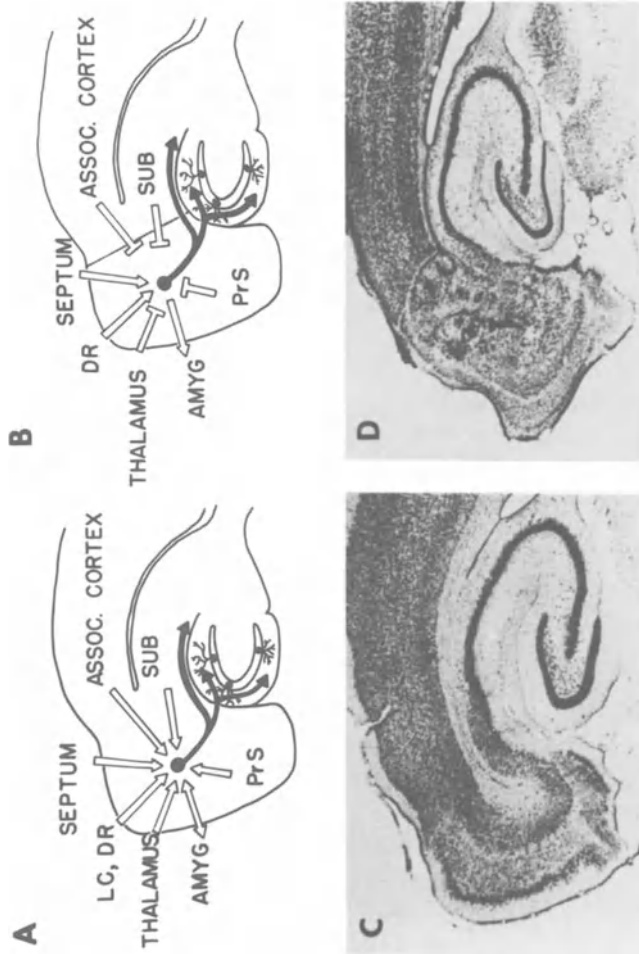 A
SEPTUM
ASSOC. CORTEX
LC, DR
SUB
THALAMUS
AMYG
PrS
B
SEPTUM
ASSOC. CORTEX
DR
SUB
THALAMUS
AMYG
PrS
C
D